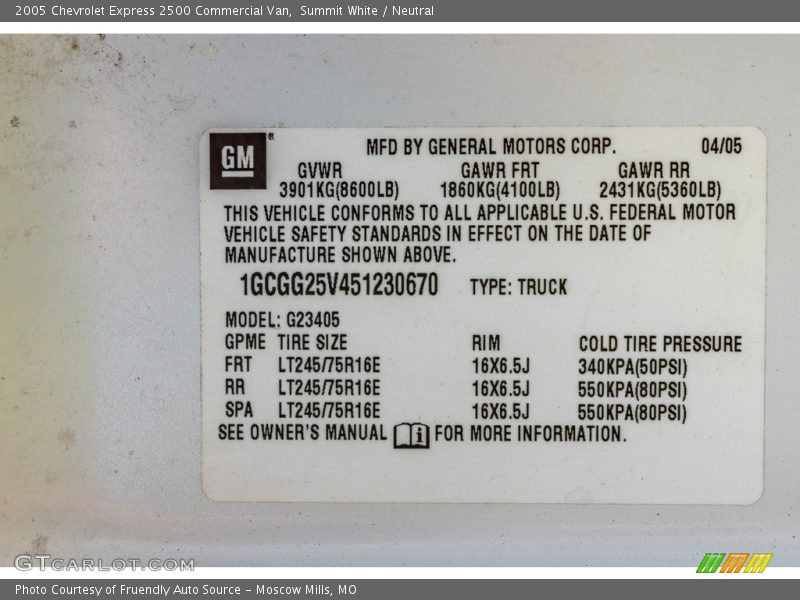 2005 Chevrolet Express 2500 Commercial Van, Summit White / Neutral
GM®
MFD BY GENERAL MOTORS CORP. 04/05
GVWR GAWR FRT GAWR RR
3901KG(8600LB) 1860KG(4100LB) 2431KG(5360LB)
THIS VEHICLE CONFORMS TO ALL APPLICABLE U.S. FEDERAL MOTOR
VEHICLE SAFETY STANDARDS IN EFFECT ON THE DATE OF
MANUFACTURE SHOWN ABOVE.
1GCGG25V451230670 TYPE: TRUCK
MODEL: G23405
GPME TIRE SIZE RIM COLD TIRE PRESSURE
FRT LT245/75R16E 16X6.5J 340KPA(50PSI)
RR LT245/75R16E 16X6.5J 550KPA(80PSI)
SPA LT245/75R16E 16X6.5J 550KPA(80PSI)
SEE OWNER'S MANUAL i FOR MORE INFORMATION.
GTCARLOT.COM
Photo Courtesy of Fruendly Auto Source - Moscow Mills, MO